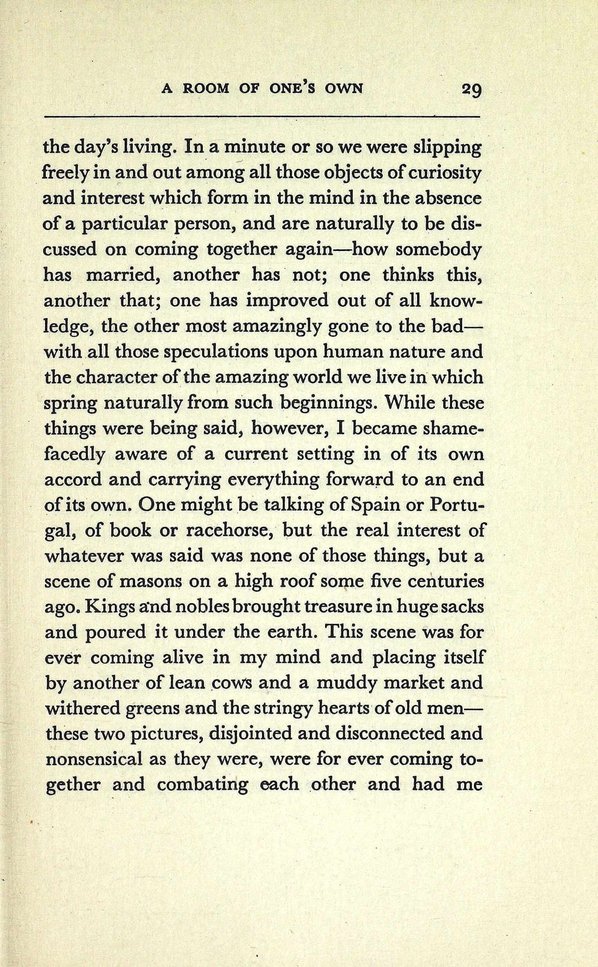 A ROOM OF ONE'S OWN 29
the day's living. In a minute or so we were slipping
freely in and out among all those objects of curiosity
and interest which form in the mind in the absence
of a particular person, and are naturally to be dis-
cussed on coming together again—how somebody
has married, another has not; one thinks this,
another that; one has improved out of all know-
ledge, the other most amazingly gone to the bad—
with all those speculations upon human nature and
the character of the amazing world we live in which
spring naturally from such beginnings. While these
things were being said, however, I became shame-
facedly aware of a current setting in of its own
accord and carrying everything forward to an end
of its own. One might be talking of Spain or Portu-
gal, of book or racehorse, but the real interest of
whatever was said was none of those things, but a
scene of masons on a high roof some five centuries
ago. Kings and nobles brought treasure in huge sacks
and poured it under the earth. This scene was for
ever coming alive in my mind and placing itself
by another of lean cows and a muddy market and
withered greens and the stringy hearts of old men—
these two pictures, disjointed and disconnected and
nonsensical as they were, were for ever coming to-
gether and combating each other and had me